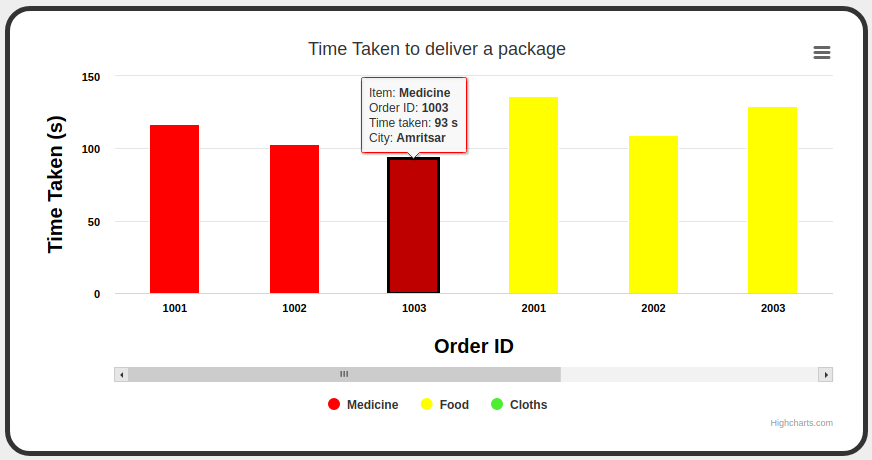 Time Taken to deliver a package
Time Taken (s)
150
100
50
0
Item: Medicine
Order ID: 1003
Time taken: 93 s
City: Amritsar
1001 1002 1003 2001 2002 2003
Order ID
Medicine Food Cloths
Highcharts.com